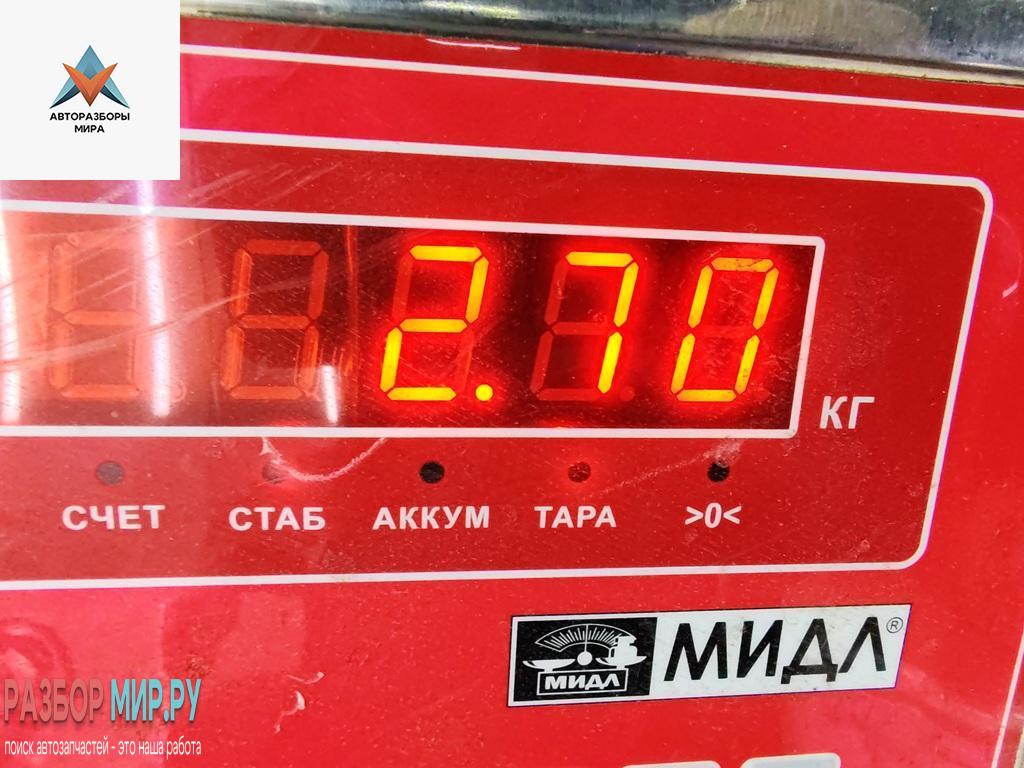 АВТОРАЗБОРЫ
МИРА
2.70
КГ
СЧЕТ СТАБ АККУМ ТАРА >0<
МИДЛ МИДЛ®
РАЗБОР МИР.РУ
поиск автозапчастей - это наша работа